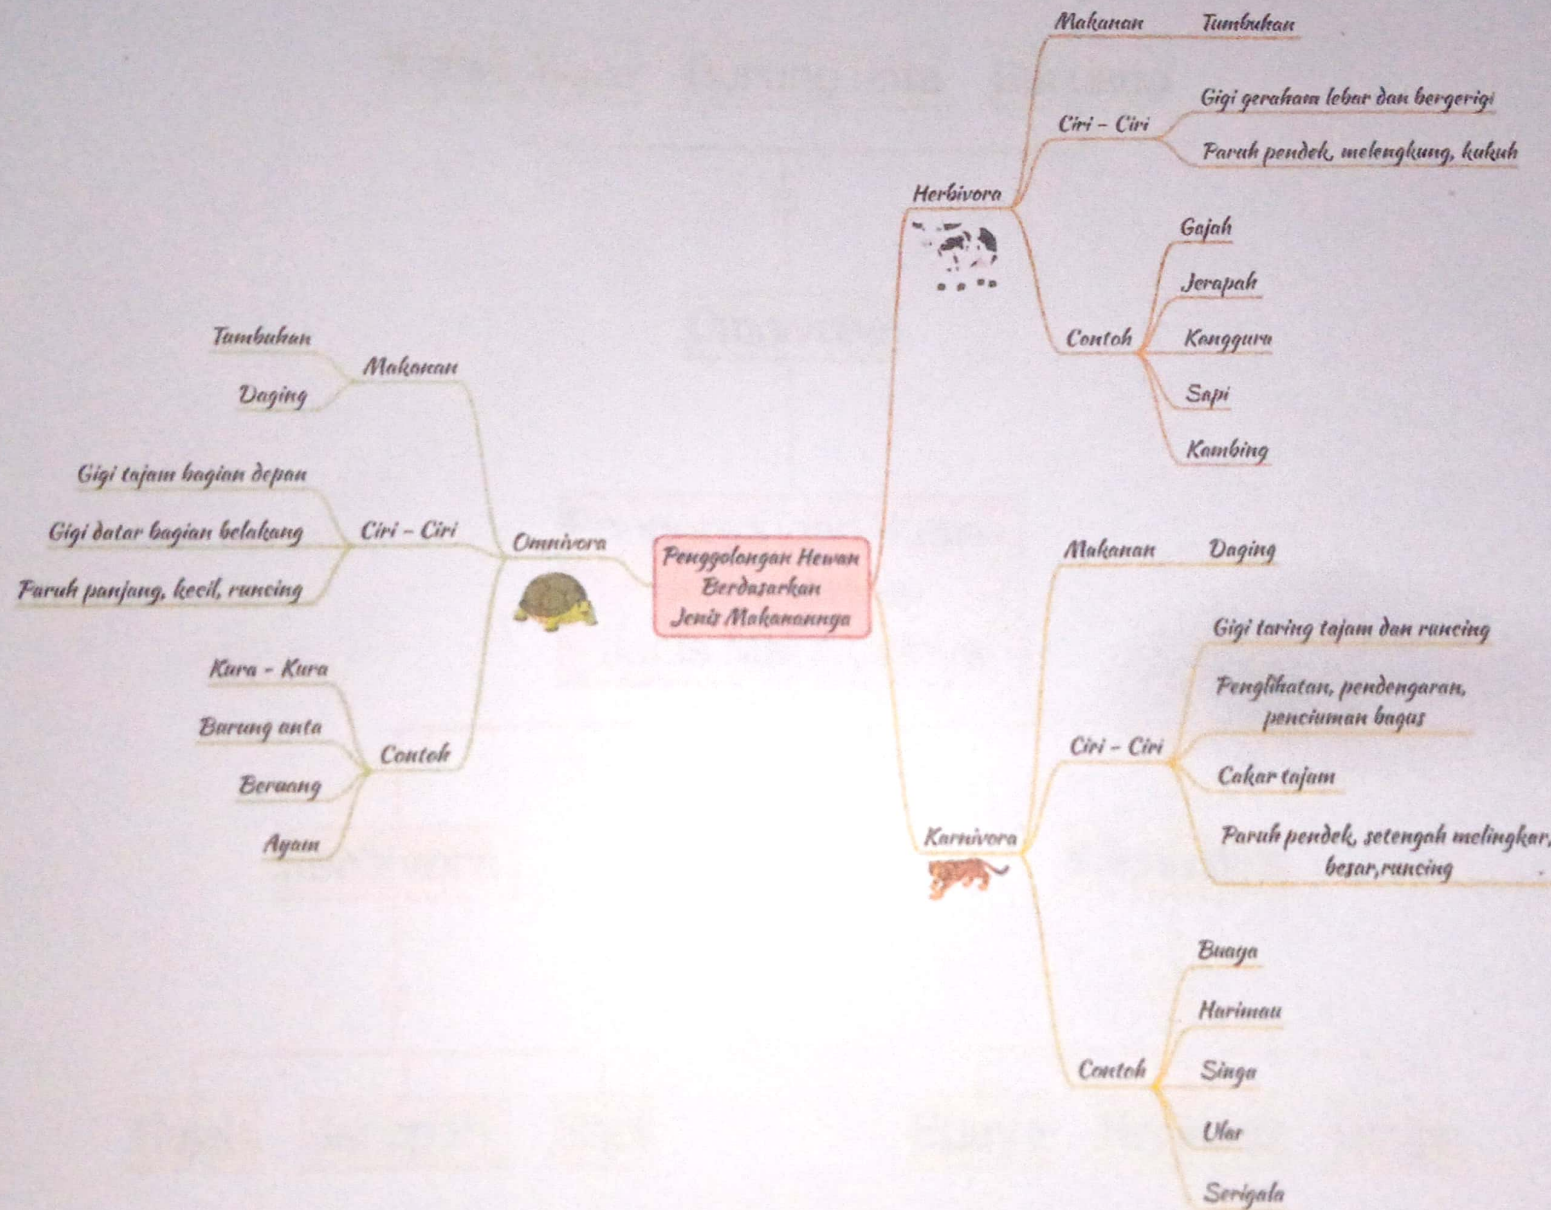 Penggolongan Hewan
Berdasarkan
Jenis Makanannya
Herbivora
Makanan
Tumbuhan
Ciri - Ciri
Gigi geraham lebar dan bergerigi
Paruh pendek, melengkung, kukuh
Contoh
Gajah
Jerapah
Kangguru
Sapi
Kambing
Karnivora
Makanan
Daging
Ciri - Ciri
Gigi taring tajam dan runcing
Penglihatan, pendengaran,
penciuman bagus
Cakar tajam
Paruh pendek, setengah melingkar,
besar,runcing
Contoh
Buaya
Harimau
Singa
Ular
Serigala
Omnivora
Makanan
Tumbuhan
Daging
Ciri - Ciri
Gigi tajam bagian depan
Gigi datar bagian belakang
Paruh panjang, kecil, runcing
Contoh
Kura - Kura
Burung unta
Beruang
Ayam